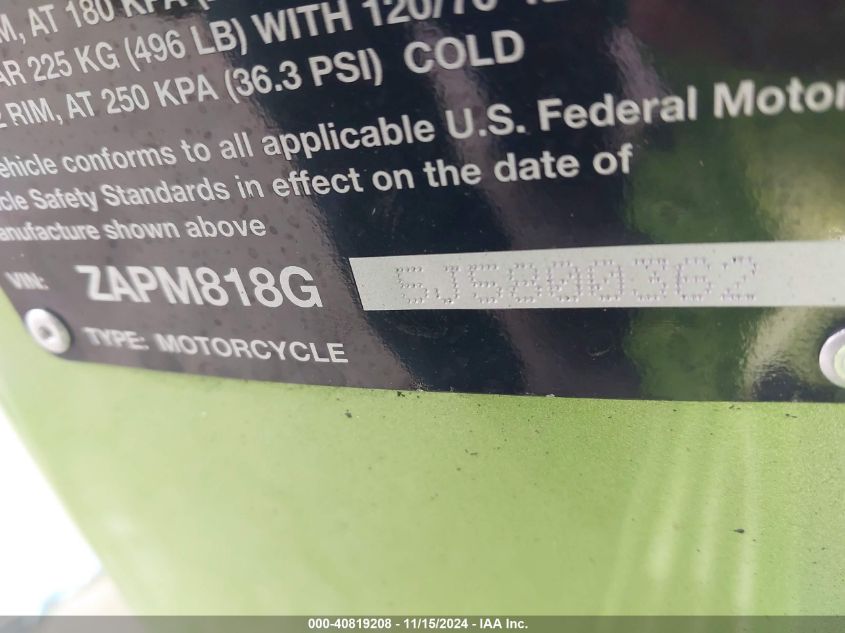 M, AT 180 KPA
AR 225 KG (496 LB) WITH 120/70
RIM, AT 250 KPA (36.3 PSI) COLD
ehicle conforms to all applicable U.S. Federal Motor
cle Safety Standards in effect on the date of
anufacture shown above
VIN: ZAPM818G SJ5800362
TYPE: MOTORCYCLE
000-40819208 - 11/15/2024 - IAA Inc.